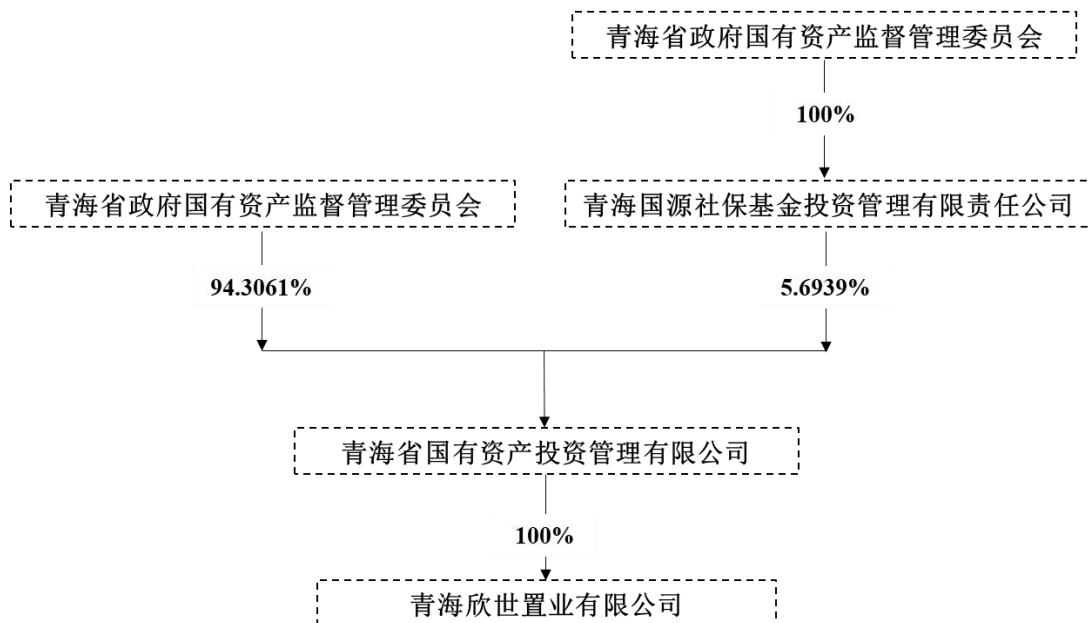 青海省政府国有资产监督管理委员会
100%
青海省政府国有资产监督管理委员会
青海国源社保基金投资管理有限责任公司
94.3061%
5.6939%
青海省国有资产投资管理有限公司
100%
青海欣世置业有限公司